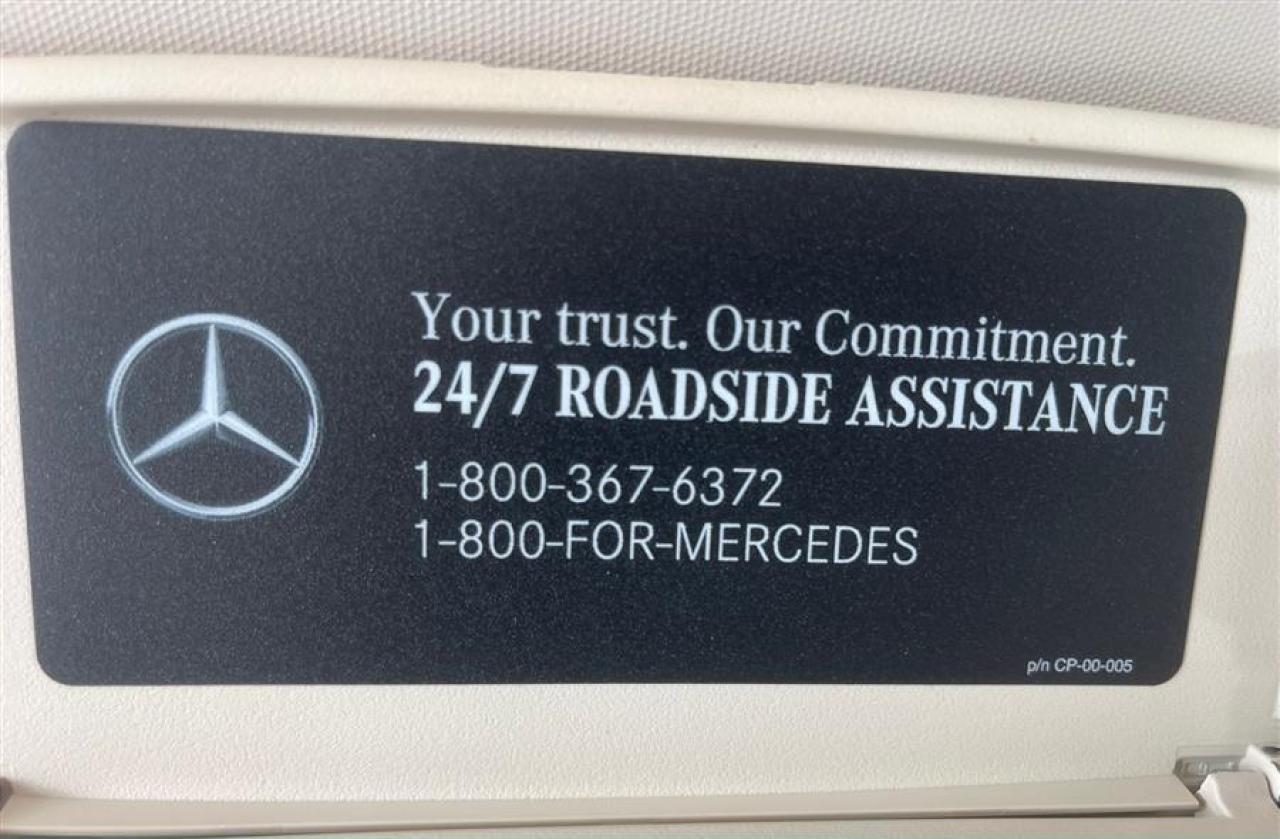 Your trust. Our Commitment.
24/7 ROADSIDE ASSISTANCE
1-800-367-6372
1-800-FOR-MERCEDES
p/n CP-00-005